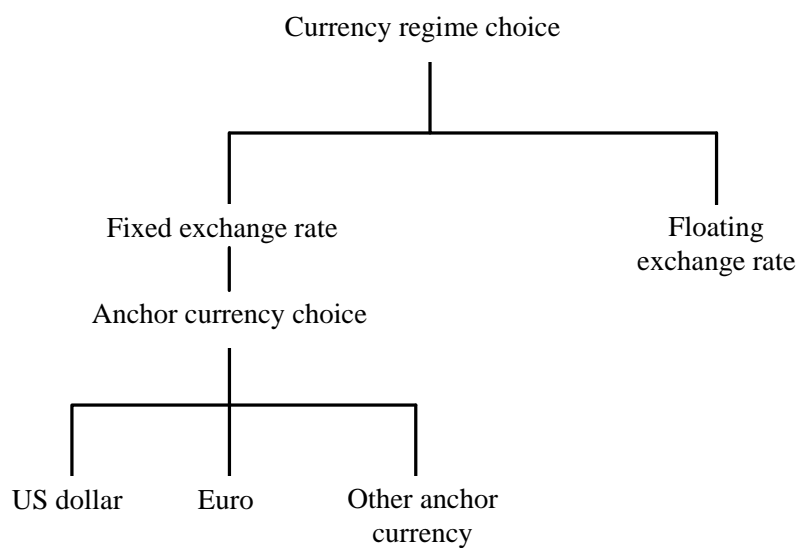 Currency regime choice
Fixed exchange rate
Floating
exchange rate
Anchor currency choice
US dollar
Euro
Other anchor
currency